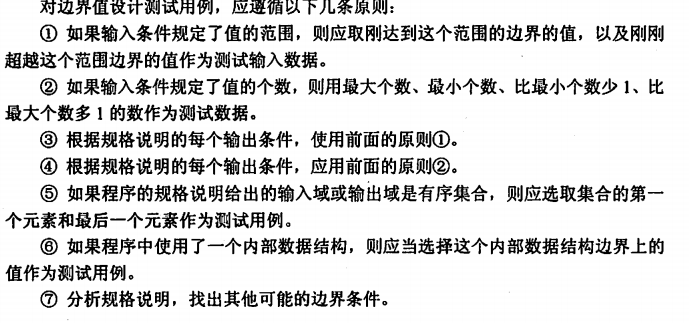 对边界值设计测试用例，应遵循以下几条原则：
① 如果输入条件规定了值的范围，则应取刚达到这个范围的边界的值，以及刚刚
超越这个范围边界的值作为测试输入数据。
② 如果输入条件规定了值的个数，则用最大个数、最小个数、比最小个数少 1、比
最大个数多 1 的数作为测试数据。
③ 根据规格说明的每个输出条件，使用前面的原则①。
④ 根据规格说明的每个输出条件，应用前面的原则②。
⑤ 如果程序的规格说明给出的输入域或输出域是有序集合，则应选取集合的第一
个元素和最后一个元素作为测试用例。
⑥ 如果程序中使用了一个内部数据结构，则应当选择这个内部数据结构边界上的
值作为测试用例。
⑦ 分析规格说明，找出其他可能的边界条件。